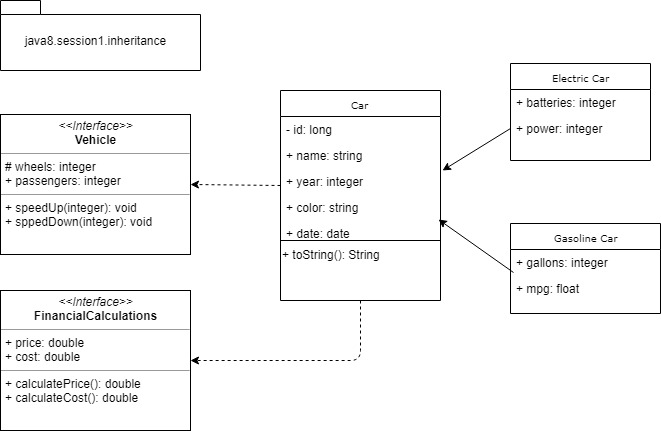 java8.session1.inheritance
<<Interface>>
Vehicle
# wheels: integer
+ passengers: integer
+ speedUp(integer): void
+ sppedDown(integer): void
<<Interface>>
FinancialCalculations
+ price: double
+ cost: double
+ calculatePrice(): double
+ calculateCost(): double
Car
- id: long
+ name: string
+ year: integer
+ color: string
+ date: date
+ toString(): String
Electric Car
+ batteries: integer
+ power: integer
Gasoline Car
+ gallons: integer
+ mpg: float